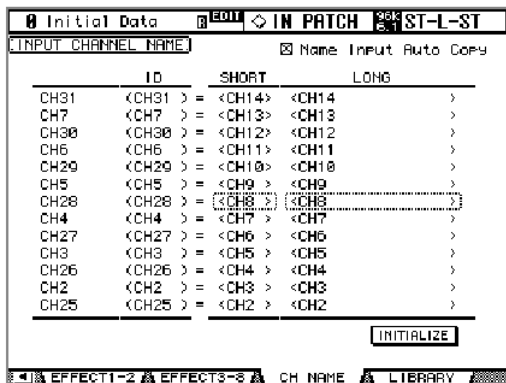 0 Initial Data EDIT IN PATCH 96k 6.1 ST-L-ST
INPUT CHANNEL NAME
Name Input Auto Copy
ID SHORT LONG
CH31 (CH31 ) = <CH14> <CH14 >
CH7 (CH7 ) = <CH13> <CH13 >
CH30 (CH30 ) = <CH12> <CH12 >
CH6 (CH6 ) = <CH11> <CH11 >
CH29 (CH29 ) = <CH10> <CH10 >
CH5 (CH5 ) = <CH9 > <CH9 >
CH28 (CH28 ) = <CH8 > <CH8 >
CH4 (CH4 ) = <CH7 > <CH7 >
CH27 (CH27 ) = <CH6 > <CH6 >
CH3 (CH3 ) = <CH5 > <CH5 >
CH26 (CH26 ) = <CH4 > <CH4 >
CH2 (CH2 ) = <CH3 > <CH3 >
CH25 (CH25 ) = <CH2 > <CH2 >
INITIALIZE
EFFECT1-2 EFFECT3-8 CH NAME LIBRARY